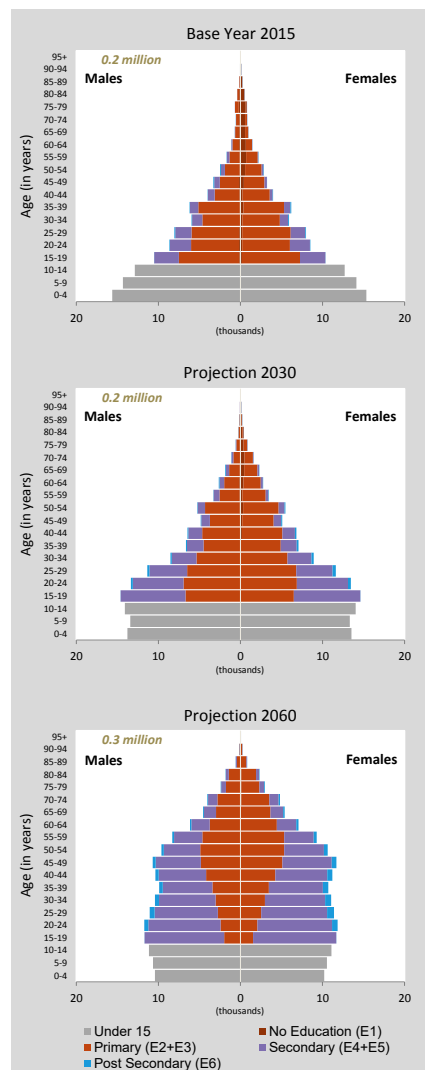 Base Year 2015
0.2 million
Males
Females
Age (in years)
95+
90-94
85-89
80-84
75-79
70-74
65-69
60-64
55-59
50-54
45-49
40-44
35-39
30-34
25-29
20-24
15-19
10-14
5-9
0-4
20 10 0 10 20
(thousands)
Projection 2030
0.2 million
Males
Females
Age (in years)
95+
90-94
85-89
80-84
75-79
70-74
65-69
60-64
55-59
50-54
45-49
40-44
35-39
30-34
25-29
20-24
15-19
10-14
5-9
0-4
20 10 0 10 20
(thousands)
Projection 2060
0.3 million
Males
Females
Age (in years)
95+
90-94
85-89
80-84
75-79
70-74
65-69
60-64
55-59
50-54
45-49
40-44
35-39
30-34
25-29
20-24
15-19
10-14
5-9
0-4
20 10 0 10 20
(thousands)
Under 15
No Education (E1)
Primary (E2+E3)
Secondary (E4+E5)
Post Secondary (E6)